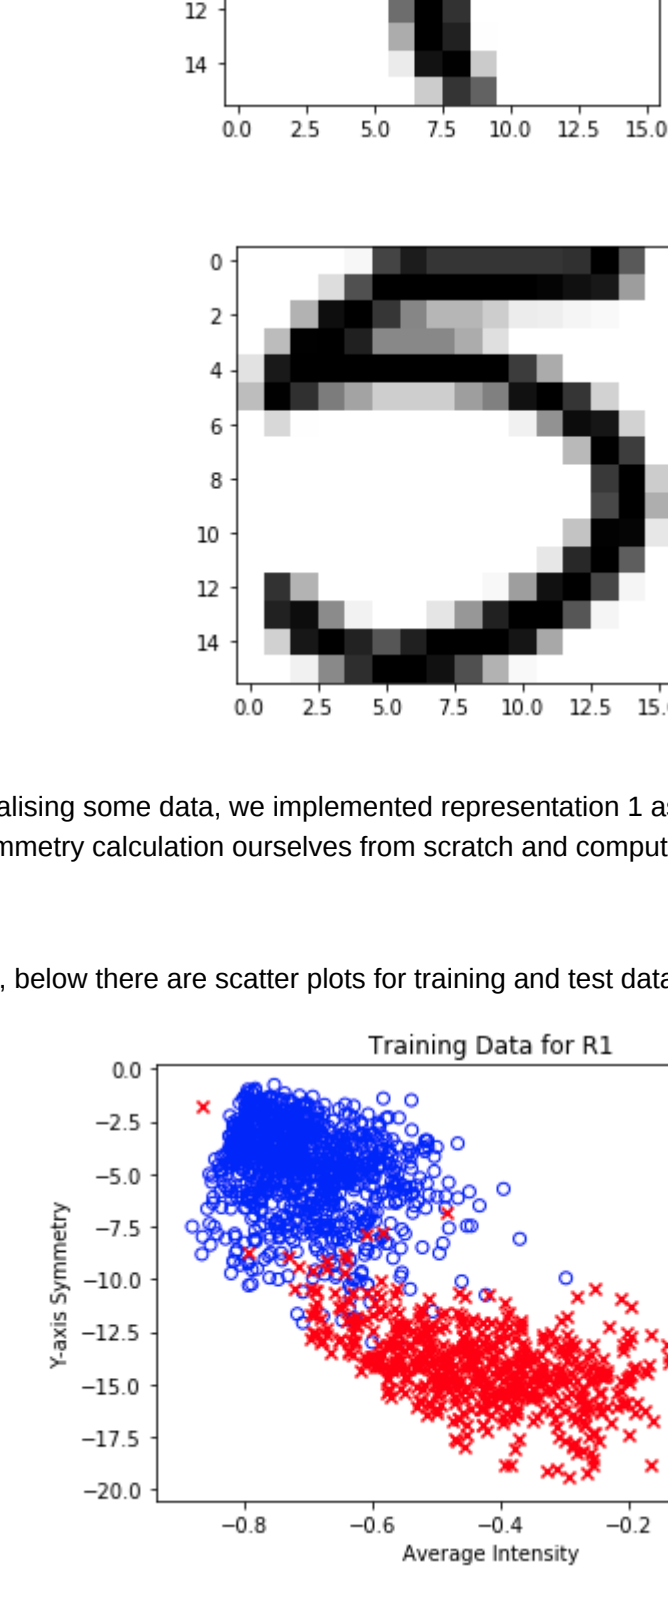 12
14
0.0 2.5 5.0 7.5 10.0 12.5 15.0
0
2
4
6
8
10
12
14
0.0 2.5 5.0 7.5 10.0 12.5 15.
alising some data, we implemented representation 1 as
mmetry calculation ourselves from scratch and comput
, below there are scatter plots for training and test data
Training Data for R1
0.0
−2.5
−5.0
−7.5
−10.0
−12.5
−15.0
−17.5
−20.0
Y-axis Symmetry
−0.8 −0.6 −0.4 −0.2
Average Intensity